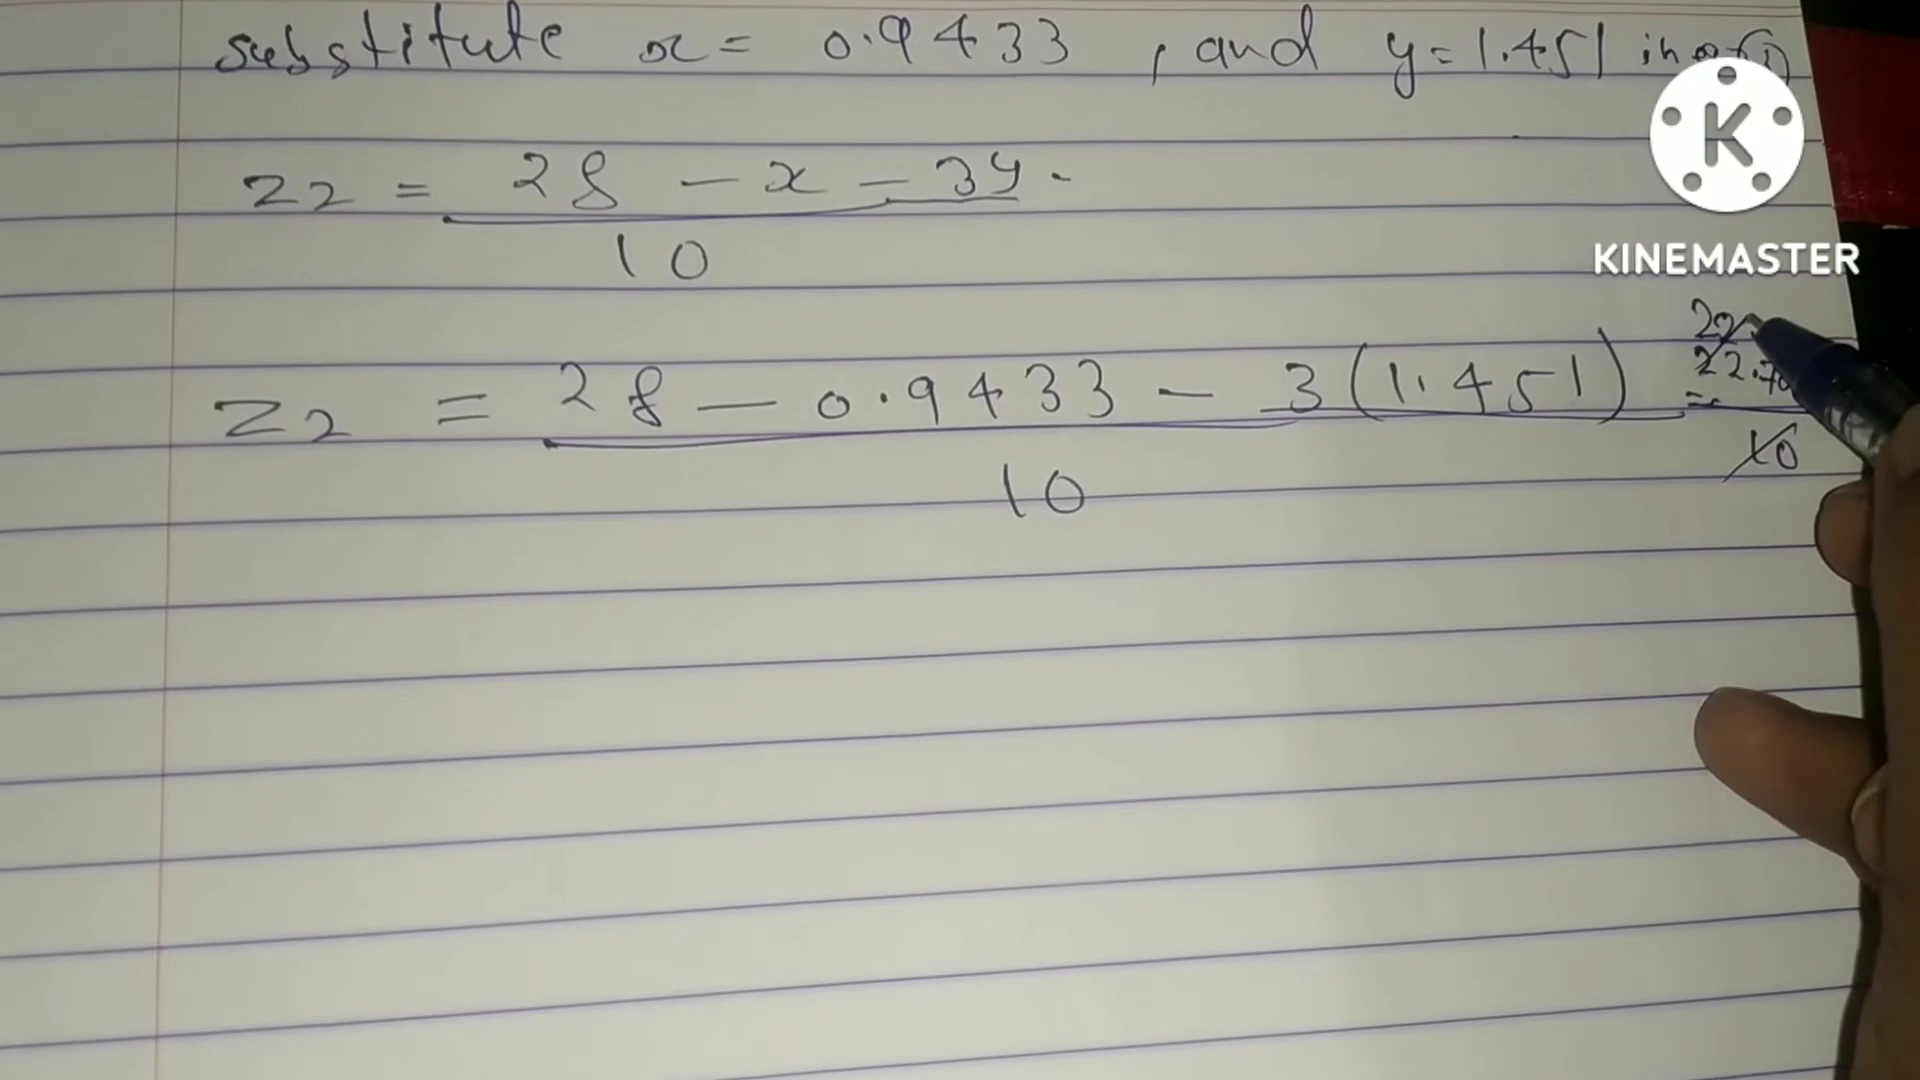 substitute x = 0.9433 , and y = 1.451 in
z2 = 28 - x - 3y .
10
KINEMASTER
z2 = 28 - 0.9433 - 3(1.451) =
10
10